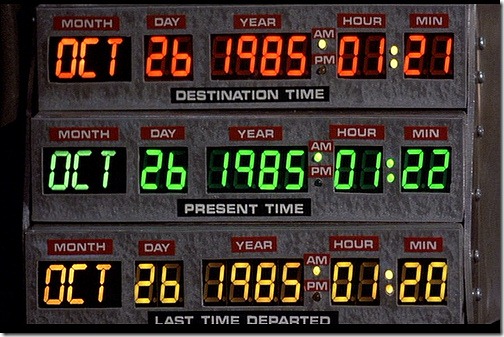 MONTH DAY YEAR HOUR MIN
OCT 26 1985 AM PM 01:21
DESTINATION TIME
MONTH DAY YEAR HOUR MIN
OCT 26 1985 AM PM 01:22
PRESENT TIME
MONTH DAY YEAR HOUR MIN
OCT 26 1985 AM PM 01:20
LAST TIME DEPARTED